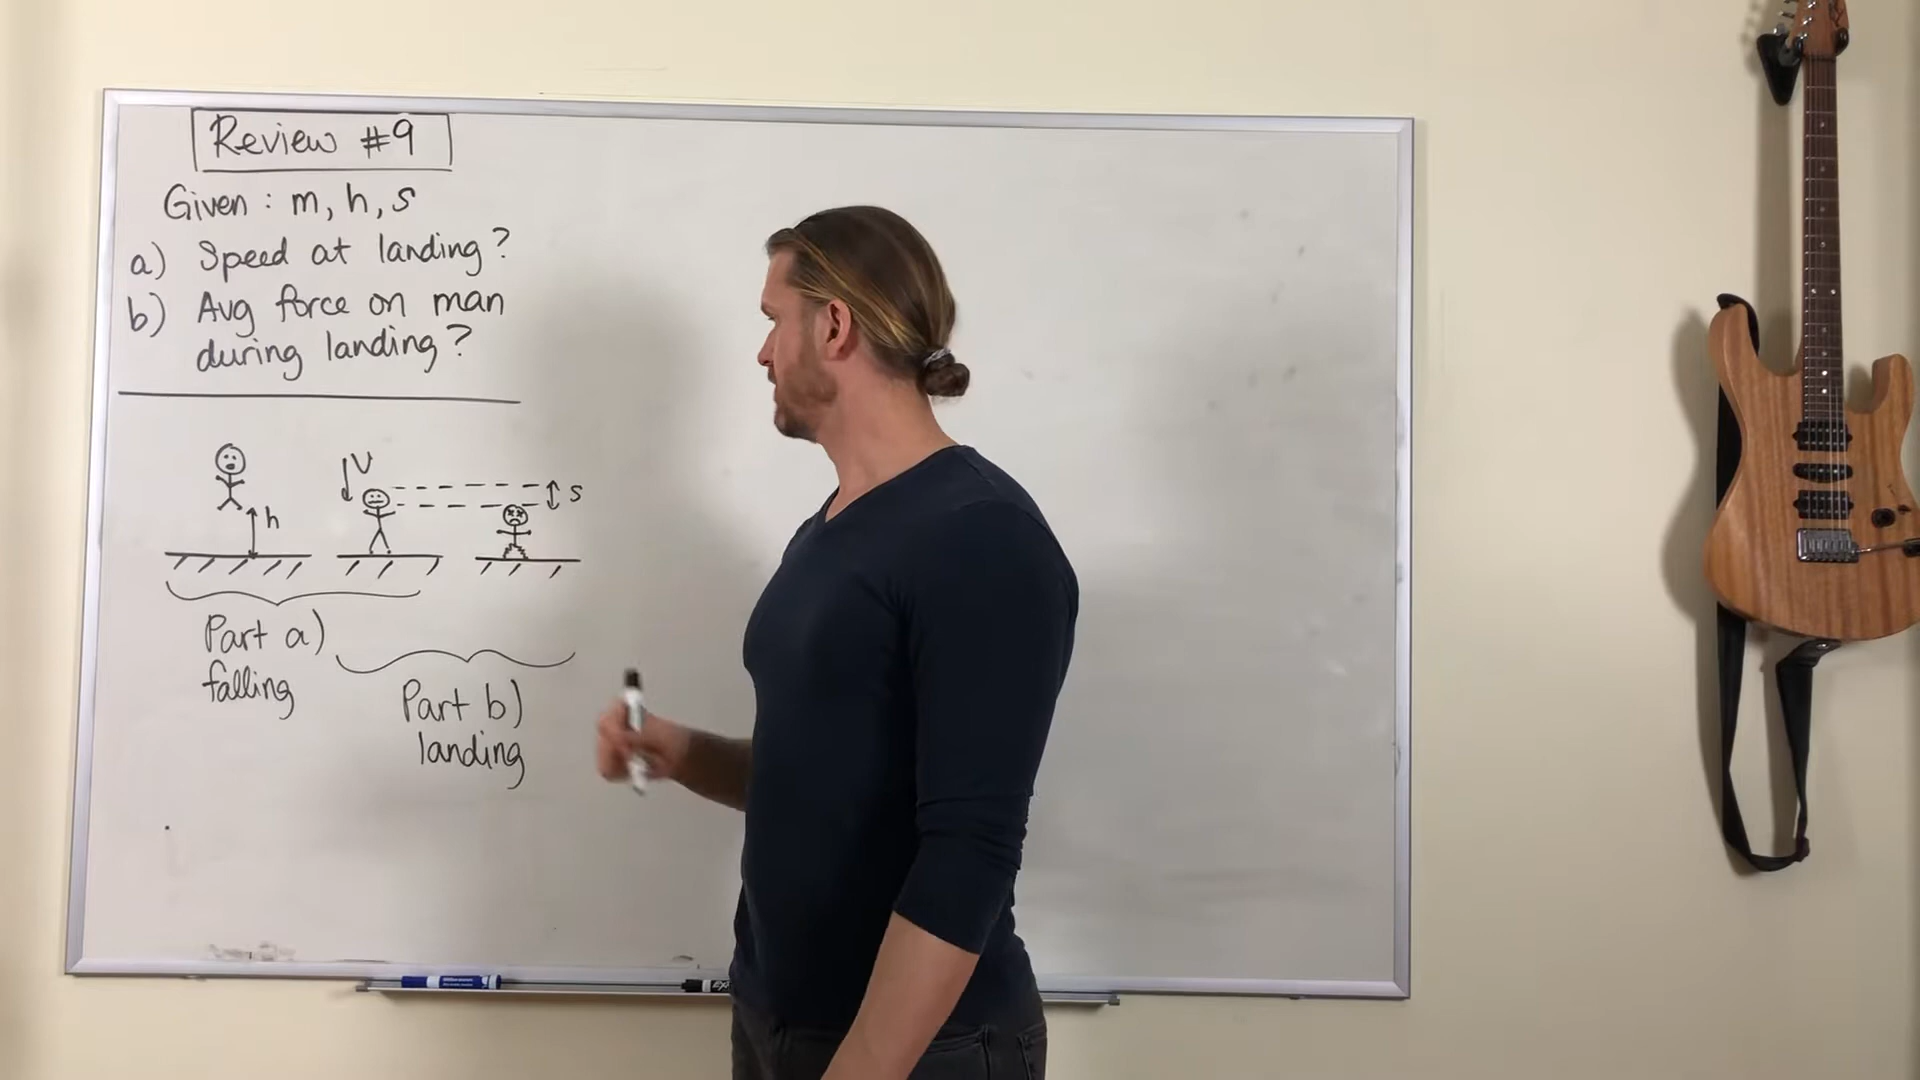 Review #9
Given : m, h, s
a) Speed at landing?
b) Avg force on man
during landing?
v
s
h
Part a)
falling
Part b)
landing